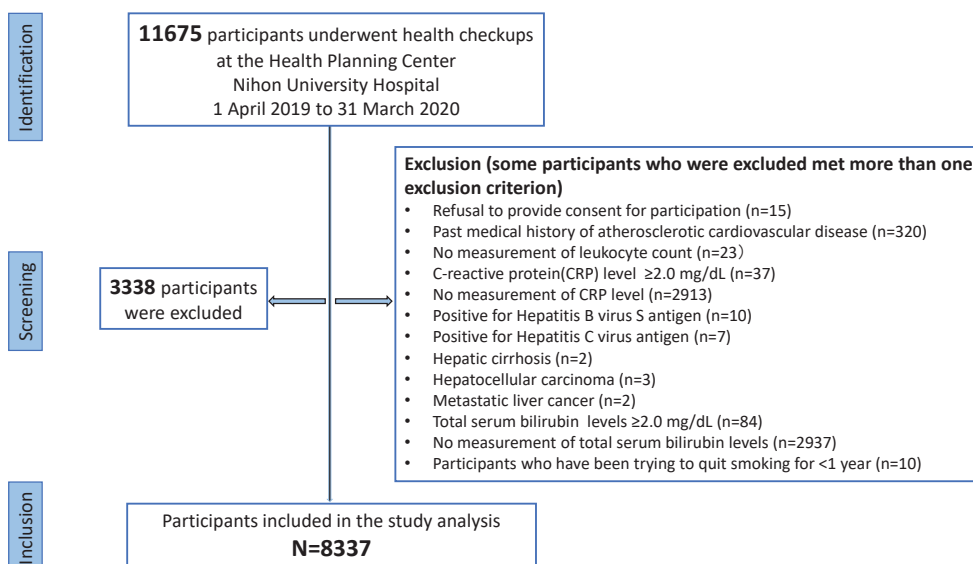 Identification
11675 participants underwent health checkups
at the Health Planning Center
Nihon University Hospital
1 April 2019 to 31 March 2020
Screening
3338 participants
were excluded
Exclusion (some participants who were excluded met more than one
exclusion criterion)
• Refusal to provide consent for participation (n=15)
• Past medical history of atherosclerotic cardiovascular disease (n=320)
• No measurement of leukocyte count (n=23）
• C-reactive protein(CRP) level ≥2.0 mg/dL (n=37)
• No measurement of CRP level (n=2913)
• Positive for Hepatitis B virus S antigen (n=10)
• Positive for Hepatitis C virus antigen (n=7)
• Hepatic cirrhosis (n=2)
• Hepatocellular carcinoma (n=3)
• Metastatic liver cancer (n=2)
• Total serum bilirubin levels ≥2.0 mg/dL (n=84)
• No measurement of total serum bilirubin levels (n=2937)
• Participants who have been trying to quit smoking for <1 year (n=10)
Inclusion
Participants included in the study analysis
N=8337